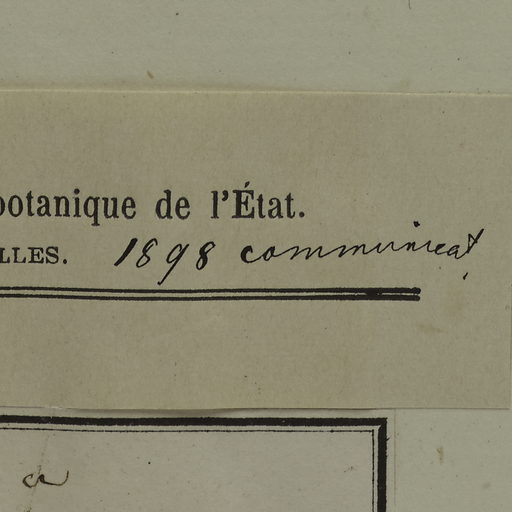 botanique de l'État.
LLES. 1898 communicat